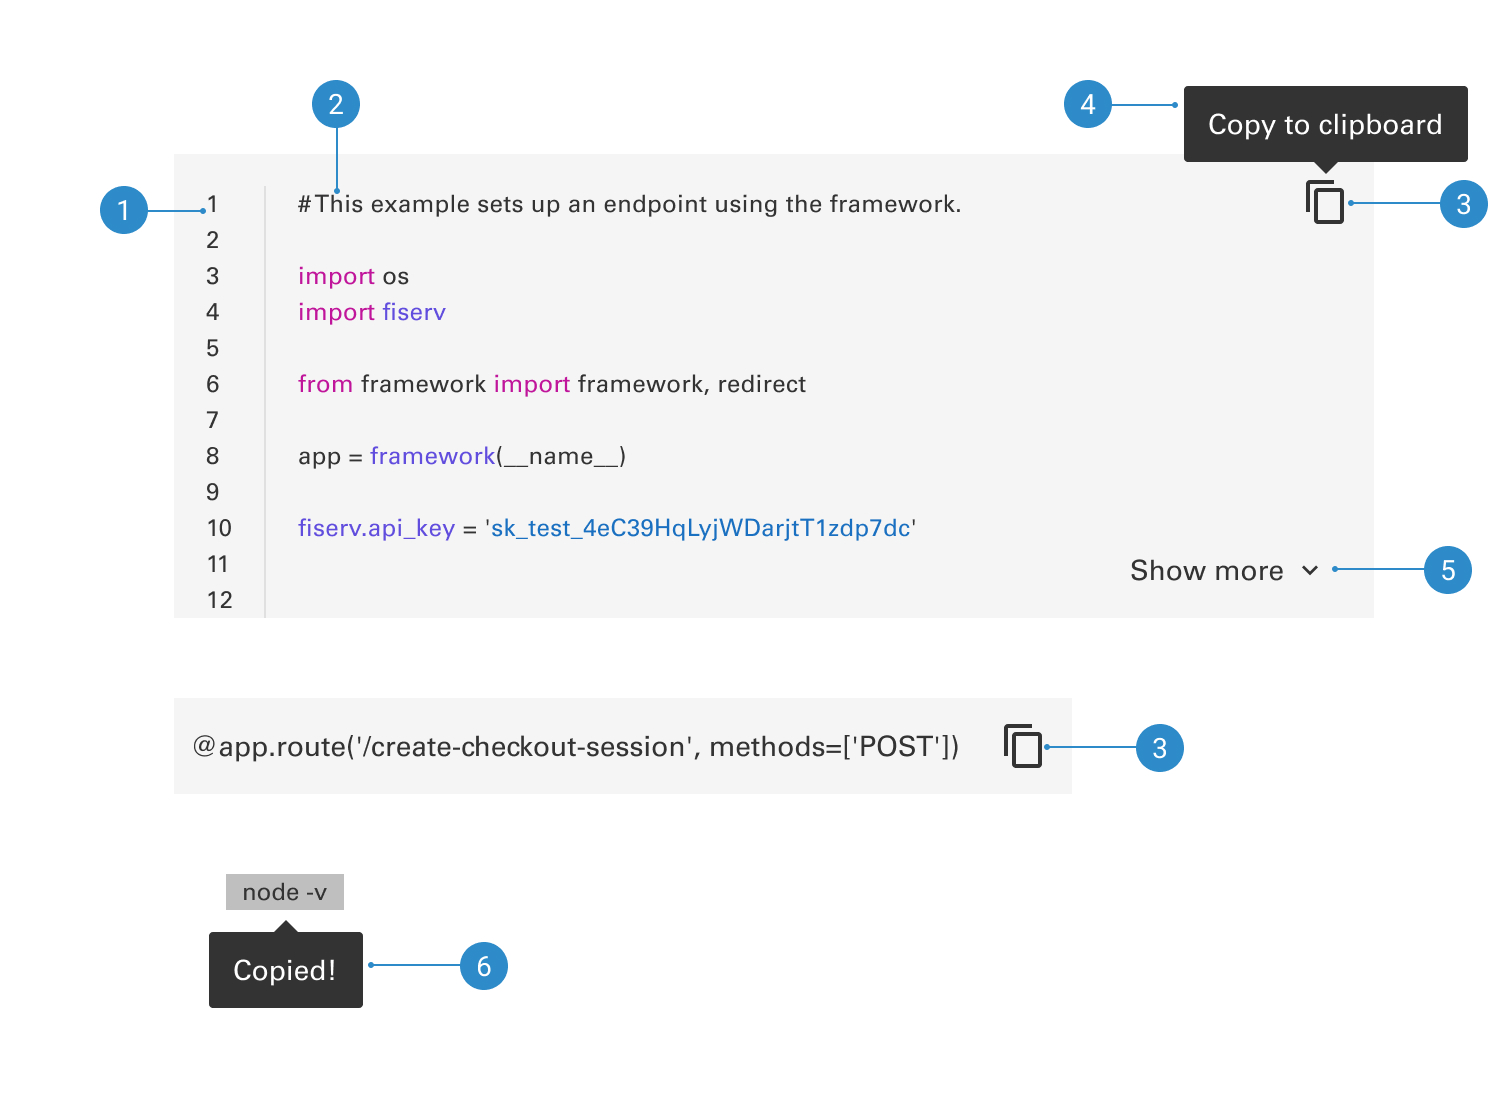 2
4
Copy to clipboard
1
1 #This example sets up an endpoint using the framework.
3
2
3 import os
4 import fiserv
5
6 from framework import framework, redirect
7
8 app = framework(__name__)
9
10 fiserv.api_key = 'sk_test_4eC39HqLyjWDarjtT1zdp7dc'
11
Show more
5
12
@app.route('/create-checkout-session', methods=['POST'])
3
node -v
Copied!
6